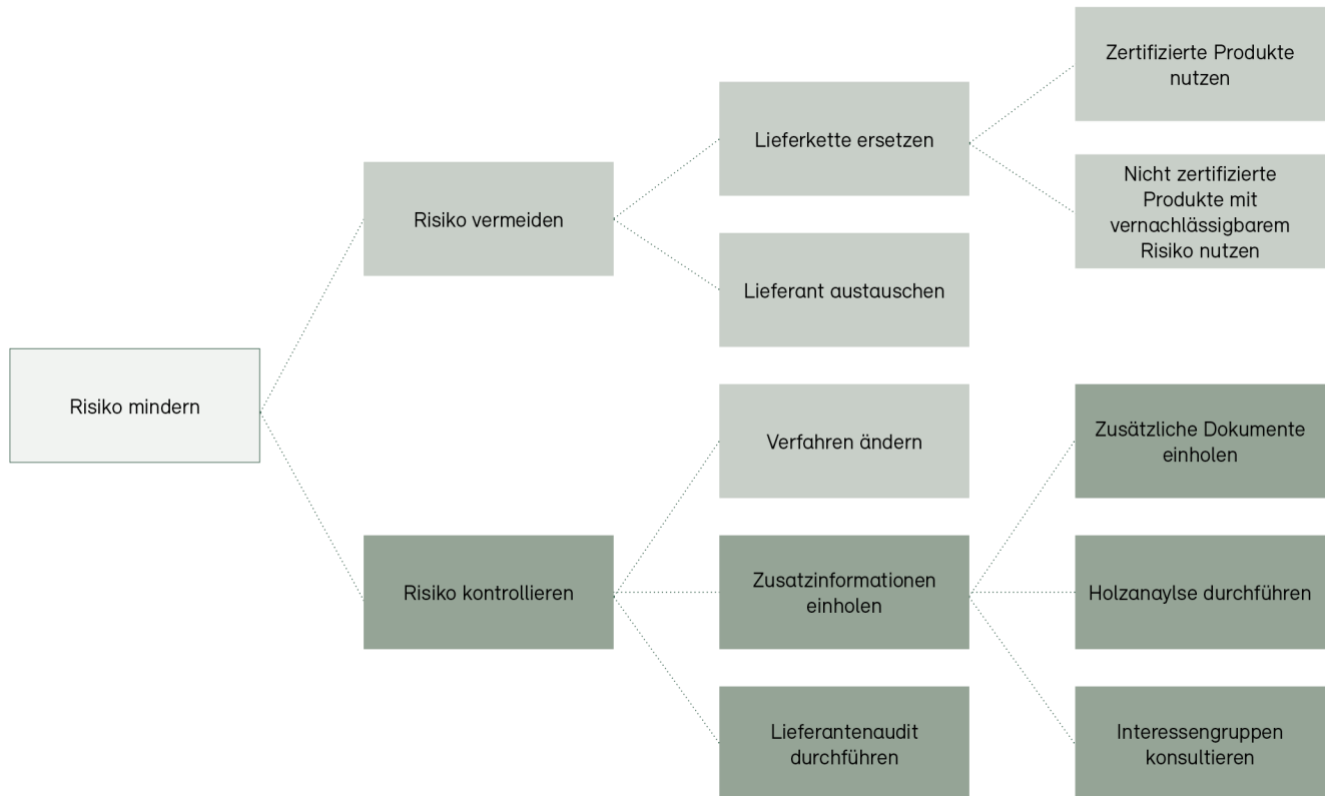 Zertifizierte Produkte
nutzen
Lieferkette ersetzen
Nicht zertifizierte
Produkte mit
vernachlässigbarem
Risiko nutzen
Risiko vermeiden
Lieferant austauschen
Risiko mindern
Verfahren ändern
Zusätzliche Dokumente
einholen
Risiko kontrollieren
Zusatzinformationen
einholen
Holzanaylse durchführen
Lieferantenaudit
durchführen
Interessengruppen
konsultieren